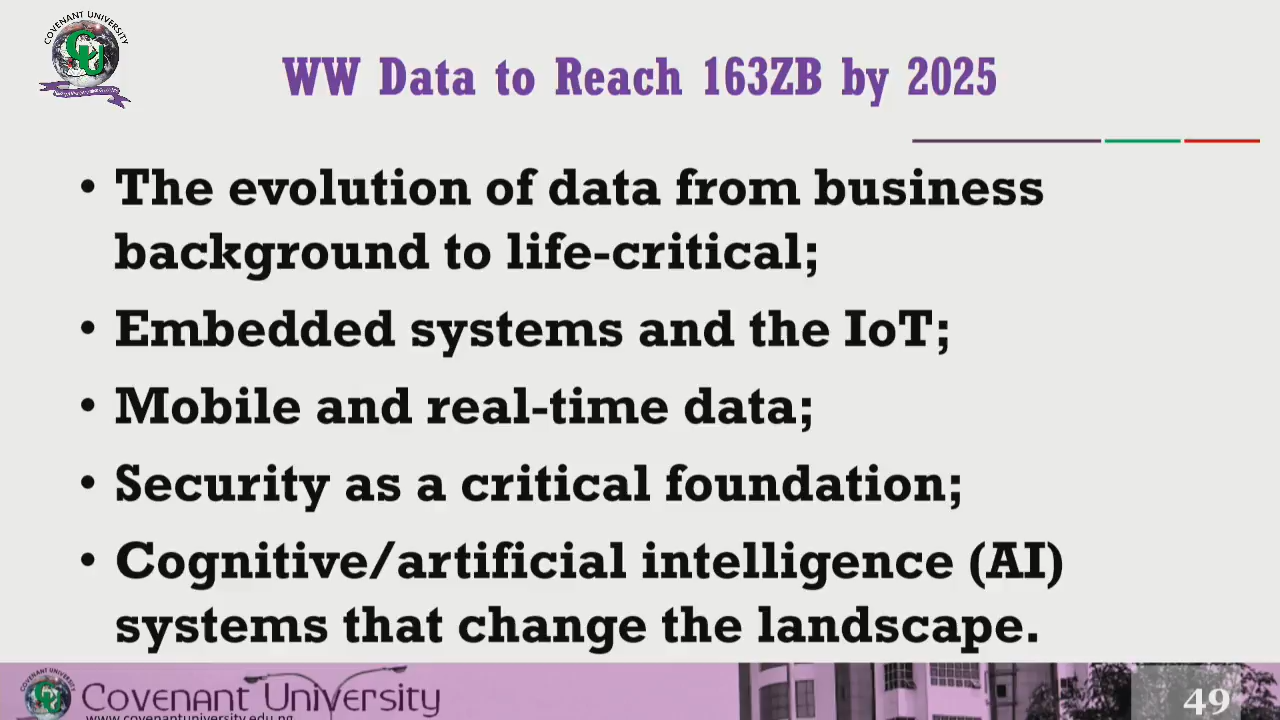 COVENANT UNIVERSITY
WW Data to Reach 163ZB by 2025
• The evolution of data from business
background to life-critical;
• Embedded systems and the IoT;
• Mobile and real-time data;
• Security as a critical foundation;
• Cognitive/artificial intelligence (AI)
systems that change the landscape.
COVENANT UNIVERSITY
Covenant University
www.covenantuniversity.edu.ng
49